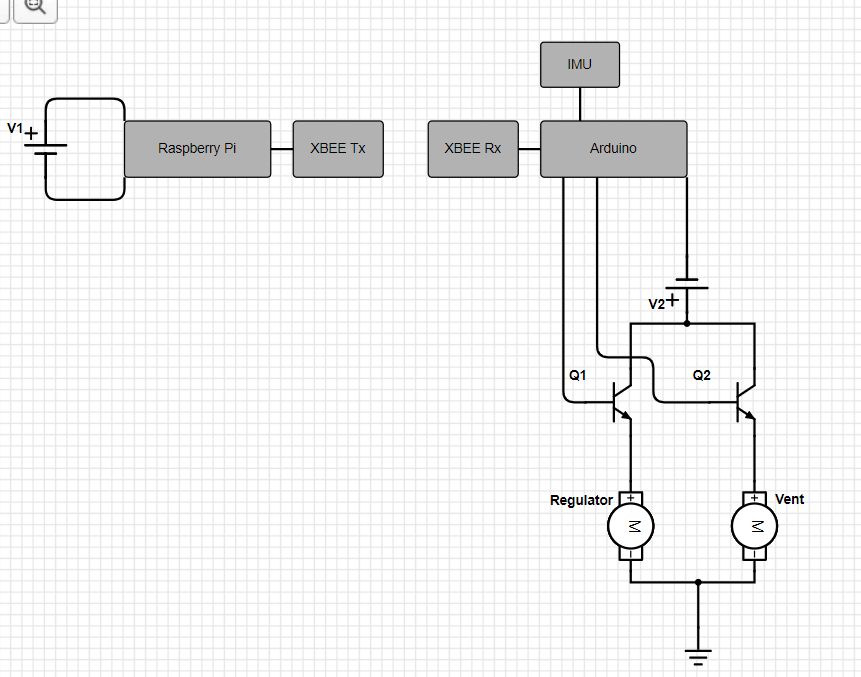 IMU
V1
+
Raspberry Pi
XBEE Tx
XBEE Rx
Arduino
V2
+
Q1
Q2
Regulator
+
M
-
+
Vent
M
-